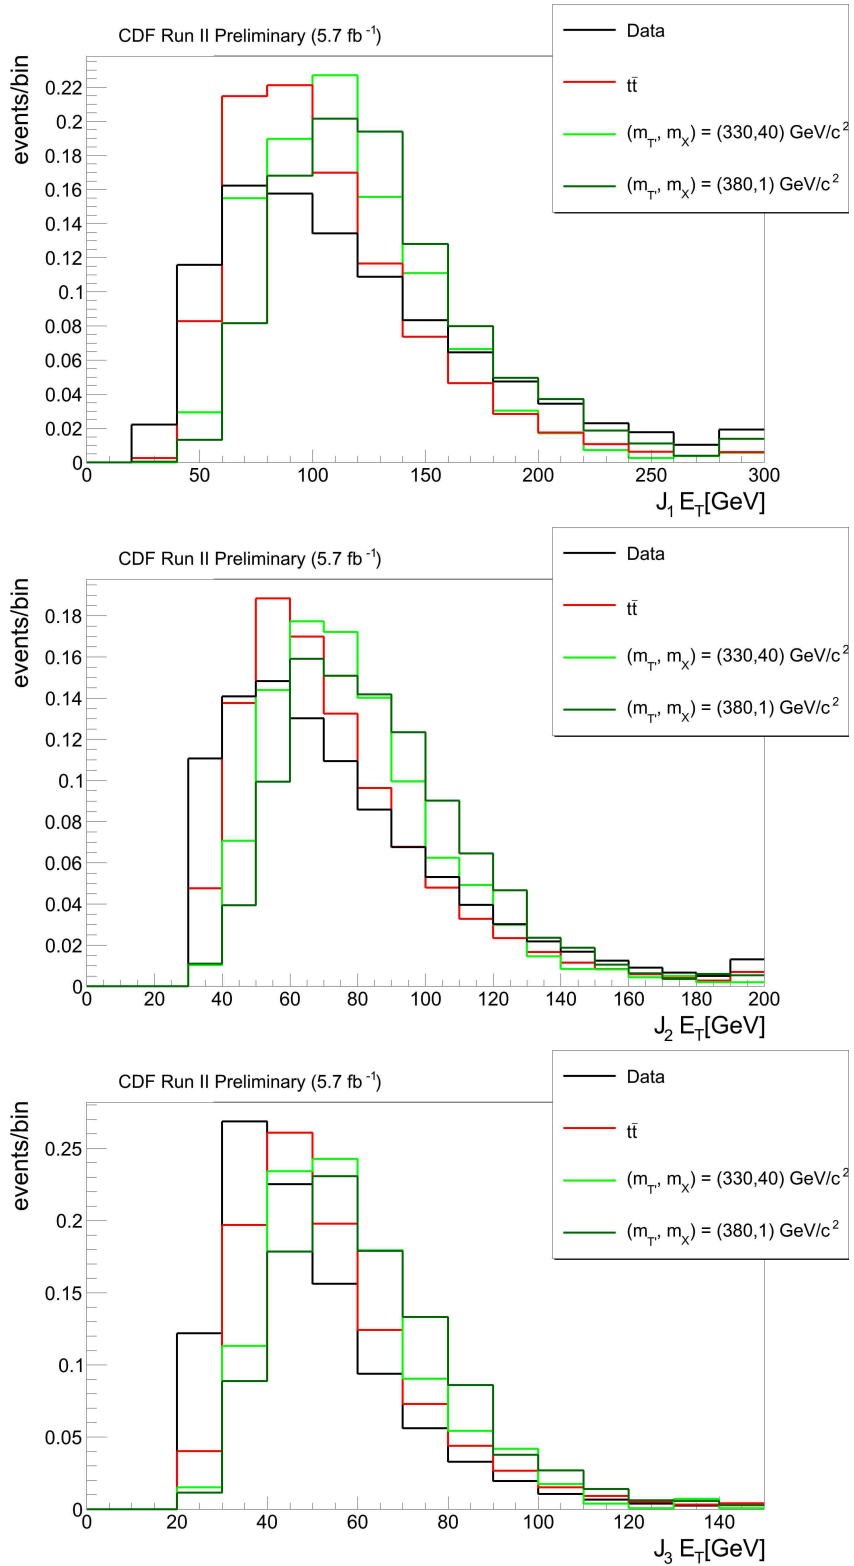 CDF Run II Preliminary (5.7 fb⁻¹)
Data
tt̄
(m_T', m_X) = (330,40) GeV/c²
(m_T', m_X) = (380,1) GeV/c²
events/bin
0.22
0.2
0.18
0.16
0.14
0.12
0.1
0.08
0.06
0.04
0.02
0
0 50 100 150 200 250 300
J₁ E_T[GeV]
CDF Run II Preliminary (5.7 fb⁻¹)
Data
tt̄
(m_T', m_X) = (330,40) GeV/c²
(m_T', m_X) = (380,1) GeV/c²
events/bin
0.18
0.16
0.14
0.12
0.1
0.08
0.06
0.04
0.02
0
0 20 40 60 80 100 120 140 160 180 200
J₂ E_T[GeV]
CDF Run II Preliminary (5.7 fb⁻¹)
Data
tt̄
(m_T', m_X) = (330,40) GeV/c²
(m_T', m_X) = (380,1) GeV/c²
events/bin
0.25
0.2
0.15
0.1
0.05
0
0 20 40 60 80 100 120 140
J₃ E_T[GeV]